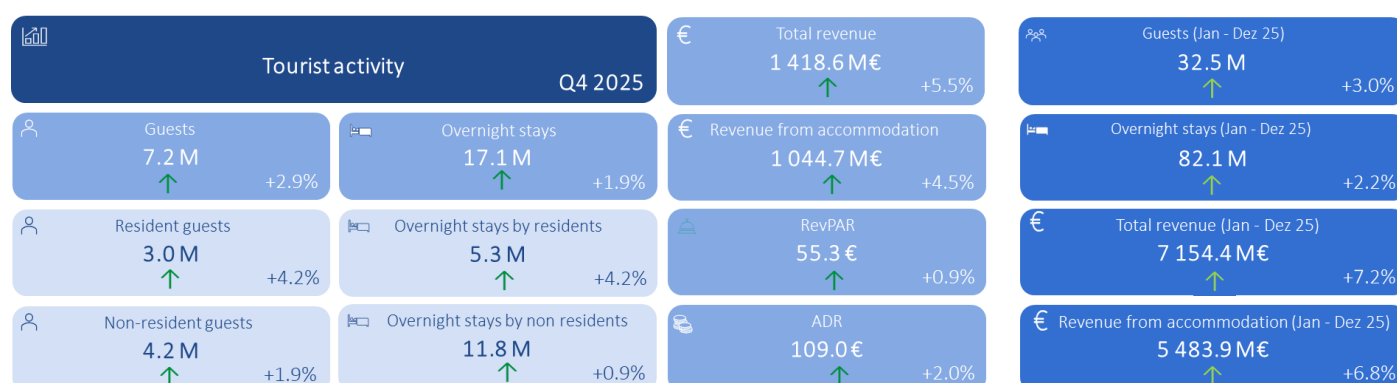 Tourist activity
Q4 2025
Guests
7.2 M
+2.9%
Overnight stays
17.1 M
+1.9%
Resident guests
3.0 M
+4.2%
Overnight stays by residents
5.3 M
+4.2%
Non-resident guests
4.2 M
+1.9%
Overnight stays by non residents
11.8 M
+0.9%
€ Total revenue
1 418.6 M€
+5.5%
€ Revenue from accommodation
1 044.7 M€
+4.5%
RevPAR
55.3 €
+0.9%
ADR
109.0 €
+2.0%
Guests (Jan - Dez 25)
32.5 M
+3.0%
Overnight stays (Jan - Dez 25)
82.1 M
+2.2%
€ Total revenue (Jan - Dez 25)
7 154.4 M€
+7.2%
€ Revenue from accommodation (Jan - Dez 25)
5 483.9 M€
+6.8%